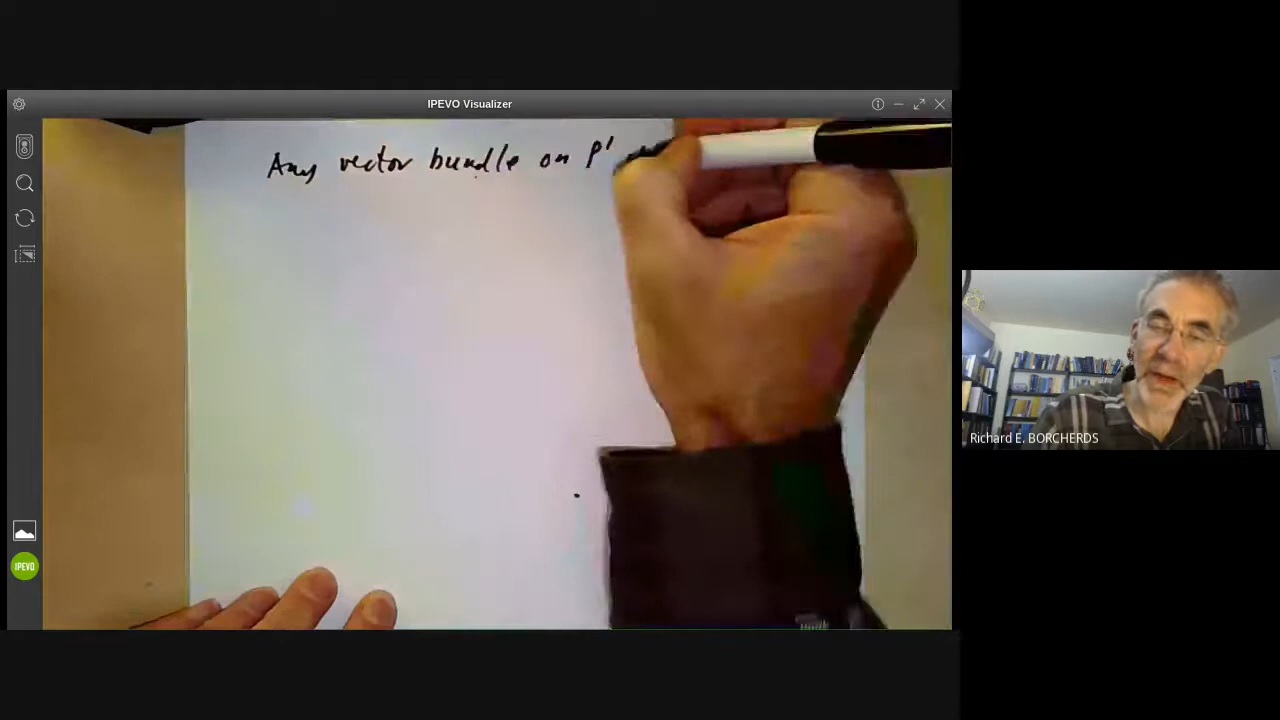 IPEVO Visualizer
Any vector bundle on P¹
IPEVO
Richard E. BORCHERDS